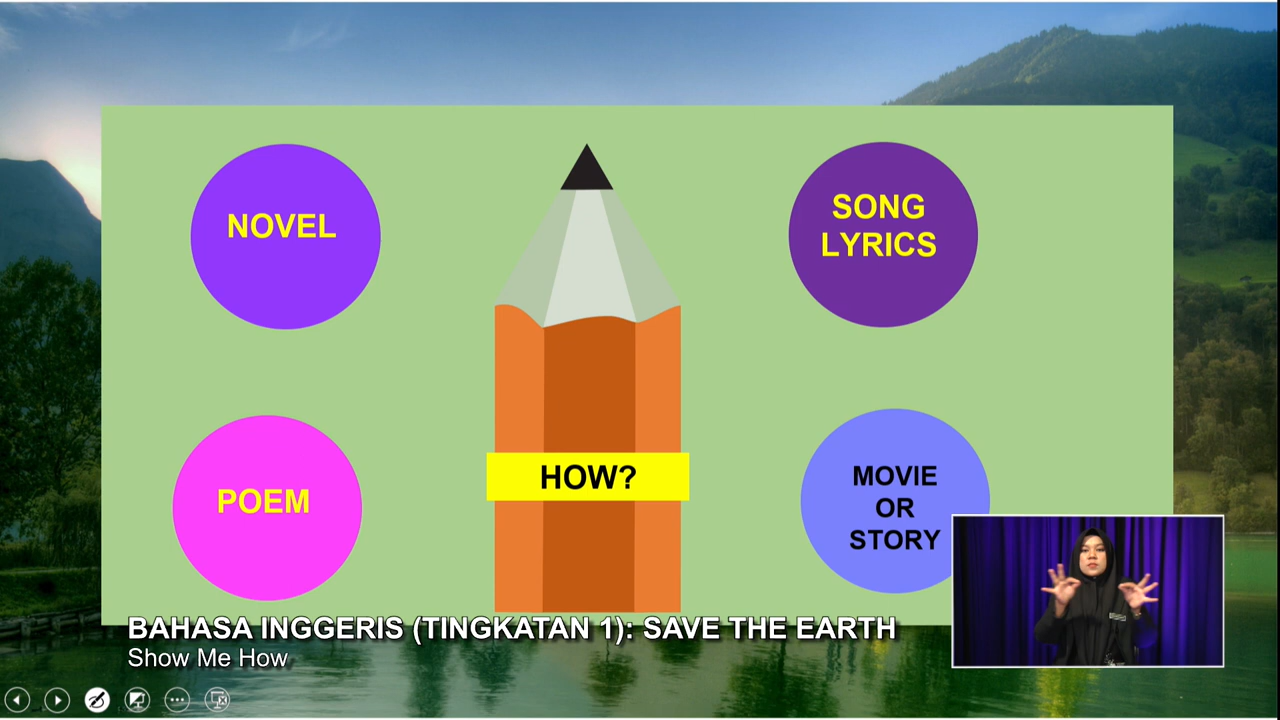 NOVEL
SONG
LYRICS
HOW?
POEM
MOVIE
OR
STORY
BAHASA INGGERIS (TINGKATAN 1): SAVE THE EARTH
Show Me How